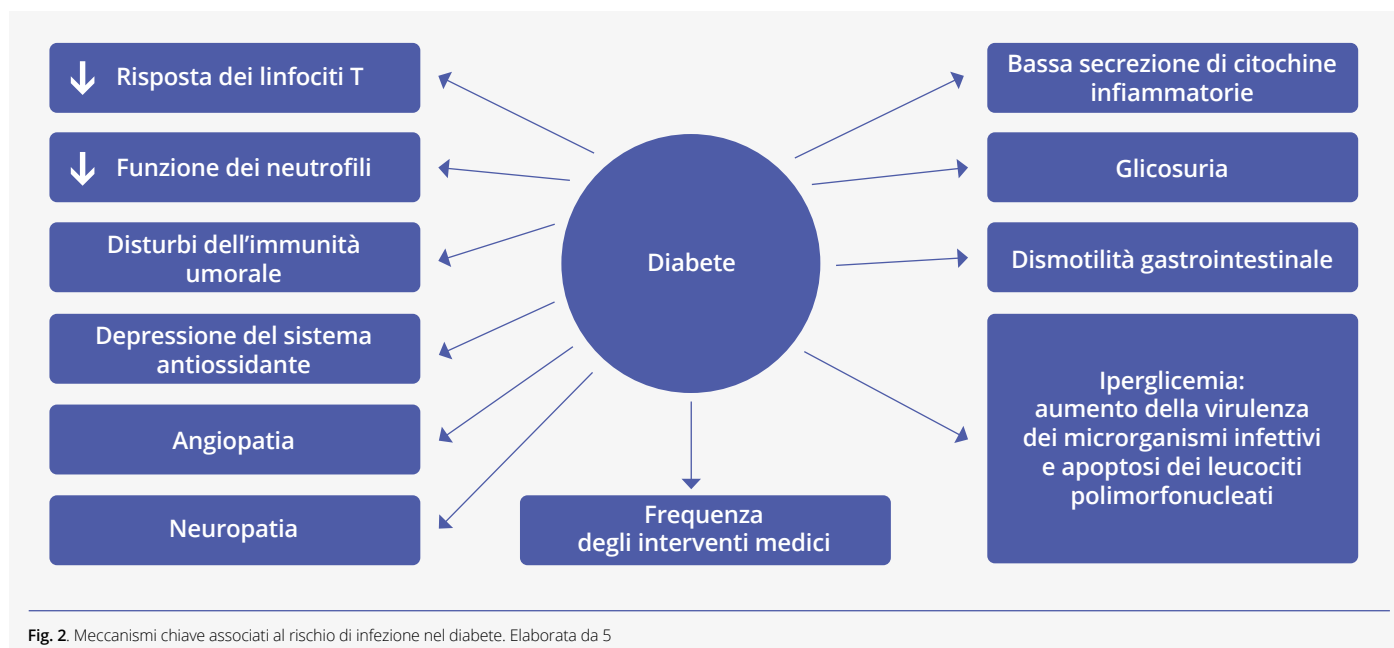 ↓ Risposta dei linfociti T
↓ Funzione dei neutrofili
Disturbi dell’immunità
umorale
Depressione del sistema
antiossidante
Angiopatia
Neuropatia
Diabete
Frequenza
degli interventi medici
Bassa secrezione di citochine
infiammatorie
Glicosuria
Dismotilità gastrointestinale
Iperglicemia:
aumento della virulenza
dei microrganismi infettivi
e apoptosi dei leucociti
polimorfonucleati
Fig. 2. Meccanismi chiave associati al rischio di infezione nel diabete. Elaborata da 5